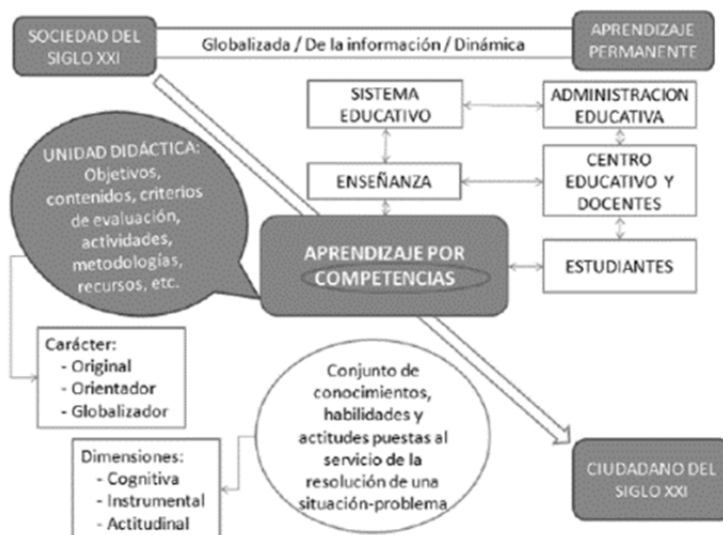 SOCIEDAD DEL
SIGLO XXI
Globalizada / De la información / Dinámica
APRENDIZAJE
PERMANENTE
SISTEMA
EDUCATIVO
ADMINISTRACION
EDUCATIVA
UNIDAD DIDÁCTICA:
Objetivos,
contenidos, criterios
de evaluación,
actividades,
metodologías,
recursos, etc.
ENSEÑANZA
CENTRO
EDUCATIVO Y
DOCENTES
APRENDIZAJE POR
COMPETENCIAS
ESTUDIANTES
Carácter:
- Original
- Orientador
- Globalizador
Conjunto de
conocimientos,
habilidades y
actitudes puestas al
servicio de la
resolución de una
situación-problema
Dimensiones:
- Cognitiva
- Instrumental
- Actitudinal
CIUDADANO DEL
SIGLO XXI